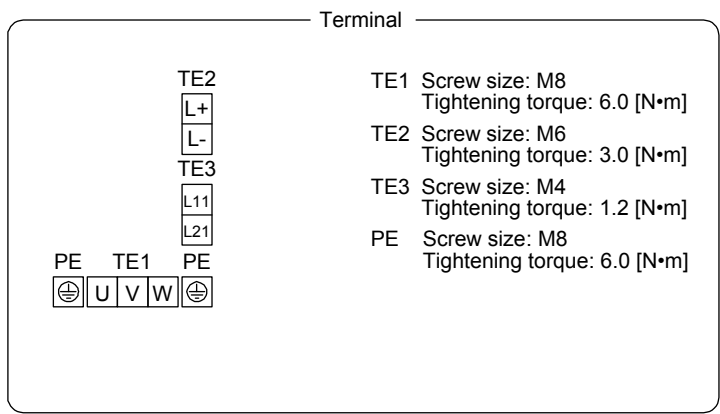 Terminal
TE2
L+
L-
TE3
L11
L21
PE TE1 PE
U V W
TE1 Screw size: M8
Tightening torque: 6.0 [N•m]
TE2 Screw size: M6
Tightening torque: 3.0 [N•m]
TE3 Screw size: M4
Tightening torque: 1.2 [N•m]
PE Screw size: M8
Tightening torque: 6.0 [N•m]